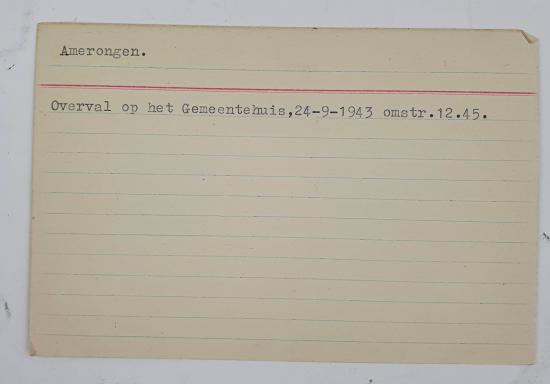 Amerongen.
Overval op het Gemeentehuis,24-9-1943 omstr.12.45.